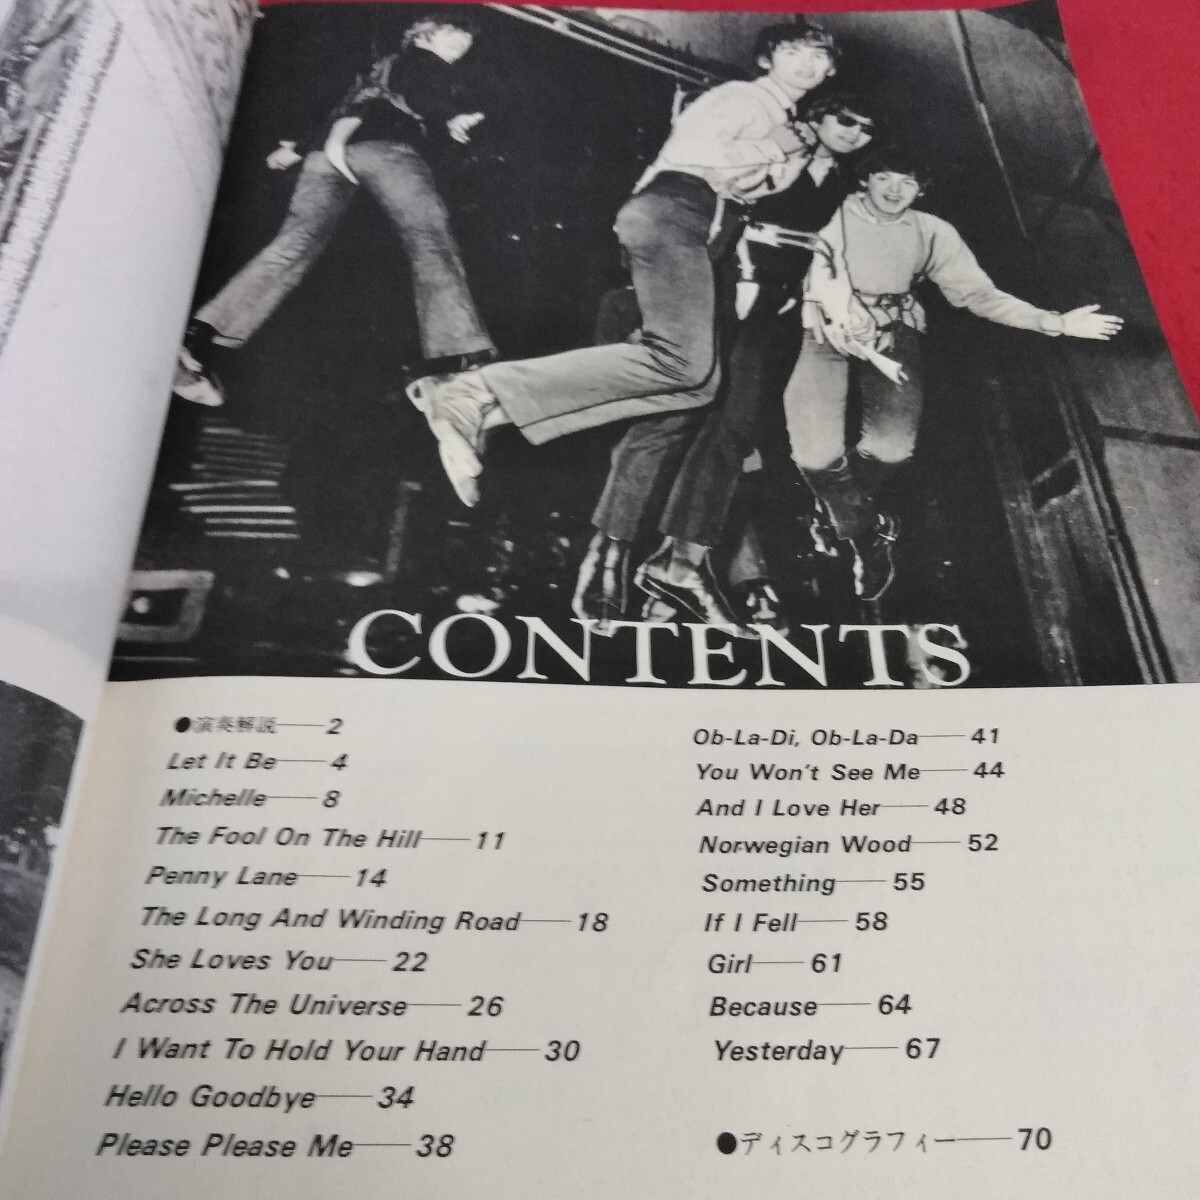 CONTENTS
●演奏解説——2
Let It Be——4
Michelle——8
The Fool On The Hill——11
Penny Lane——14
The Long And Winding Road——18
She Loves You——22
Across The Universe——26
I Want To Hold Your Hand——30
Hello Goodbye——34
Please Please Me——38
Ob-La-Di, Ob-La-Da——41
You Won't See Me——44
And I Love Her——48
Norwegian Wood——52
Something——55
If I Fell——58
Girl——61
Because——64
Yesterday——67
●ディスコグラフィー——70